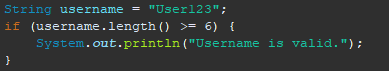 String username = "User123";
if (username.length() >= 6) {
    System.out.println("Username is valid.");
}